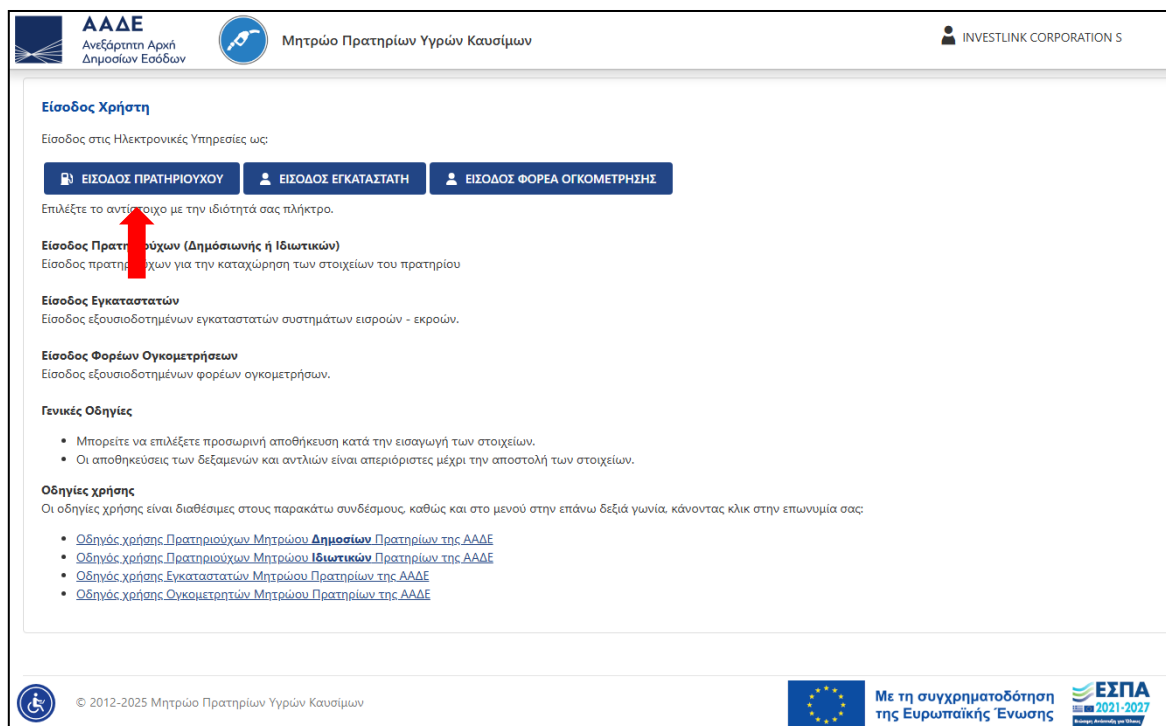 ΑΑΔΕ
Ανεξάρτητη Αρχή
Δημοσίων Εσόδων
Μητρώο Πρατηρίων Υγρών Καυσίμων
INVESTLINK CORPORATION S
Είσοδος Χρήστη
Είσοδος στις Ηλεκτρονικές Υπηρεσίες ως:
ΕΙΣΟΔΟΣ ΠΡΑΤΗΡΙΟΥΧΟΥ
ΕΙΣΟΔΟΣ ΕΓΚΑΤΑΣΤΑΤΗ
ΕΙΣΟΔΟΣ ΦΟΡΕΑ ΟΓΚΟΜΕΤΡΗΣΗΣ
Επιλέξτε το αντίστοιχο με την ιδιότητά σας πλήκτρο.
Είσοδος Πρατηριούχων (Δημόσιωνής ή Ιδιωτικών)
Είσοδος πρατηριούχων για την καταχώρηση των στοιχείων του πρατηρίου
Είσοδος Εγκαταστατών
Είσοδος εξουσιοδοτημένων εγκαταστατών συστημάτων εισροών - εκροών.
Είσοδος Φορέων Ογκομετρήσεων
Είσοδος εξουσιοδοτημένων φορέων ογκομετρήσων.
Γενικές Οδηγίες
• Μπορείτε να επιλέξετε προσωρινή αποθήκευση κατά την εισαγωγή των στοιχείων.
• Οι αποθηκεύσεις των δεξαμενών και αντλιών είναι απεριόριστες μέχρι την αποστολή των στοιχείων.
Οδηγίες χρήσης
Οι οδηγίες χρήσης είναι διαθέσιμες στους παρακάτω συνδέσμους, καθώς και στο μενού στην επάνω δεξιά γωνία, κάνοντας κλικ στην επωνυμία σας:
• Οδηγός χρήσης Πρατηριούχων Μητρώου Δημοσίων Πρατηρίων της ΑΑΔΕ
• Οδηγός χρήσης Πρατηριούχων Μητρώου Ιδιωτικών Πρατηρίων της ΑΑΔΕ
• Οδηγός χρήσης Εγκαταστατών Μητρώου Πρατηρίων της ΑΑΔΕ
• Οδηγός χρήσης Ογκομετρητών Μητρώου Πρατηρίων της ΑΑΔΕ
© 2012-2025 Μητρώο Πρατηρίων Υγρών Καυσίμων
Με τη συγχρηματοδότηση
της Ευρωπαϊκής Ένωσης
ΕΣΠΑ
2021-2027